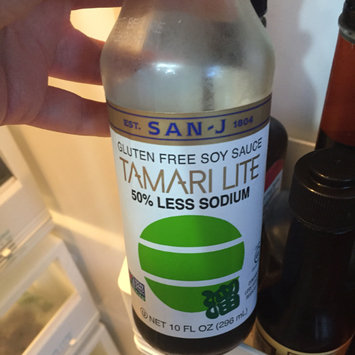 EST. SAN-J 1804
GLUTEN FREE SOY SAUCE
TAMARI LITE
50% LESS SODIUM
NET 10 FL OZ (296 mL)